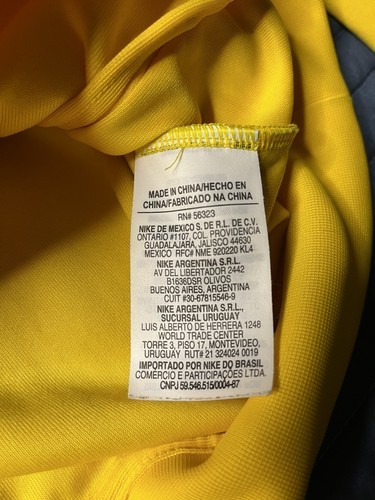 MADE IN CHINA/HECHO EN
CHINA/FABRICADO NA CHINA
RN# 56323
NIKE DE MEXICO S. DE R.L. DE C.V.
ONTARIO #1107, COL. PROVIDENCIA
GUADALAJARA, JALISCO 44630
MEXICO RFC# NME 920220 KL4
NIKE ARGENTINA S.R.L.
AV DEL LIBERTADOR 2442
B1636DSR OLIVOS
BUENOS AIRES, ARGENTINA
CUIT #30-67815546-9
NIKE ARGENTINA S.R.L.,
SUCURSAL URUGUAY
LUIS ALBERTO DE HERRERA 1248
WORLD TRADE CENTER
TORRE 3, PISO 17, MONTEVIDEO,
URUGUAY RUT# 21 324024 0019
IMPORTADO POR NIKE DO BRASIL
COMÉRCIO E PARTICIPAÇÕES LTDA.
CNPJ 59.546.515/0004-87